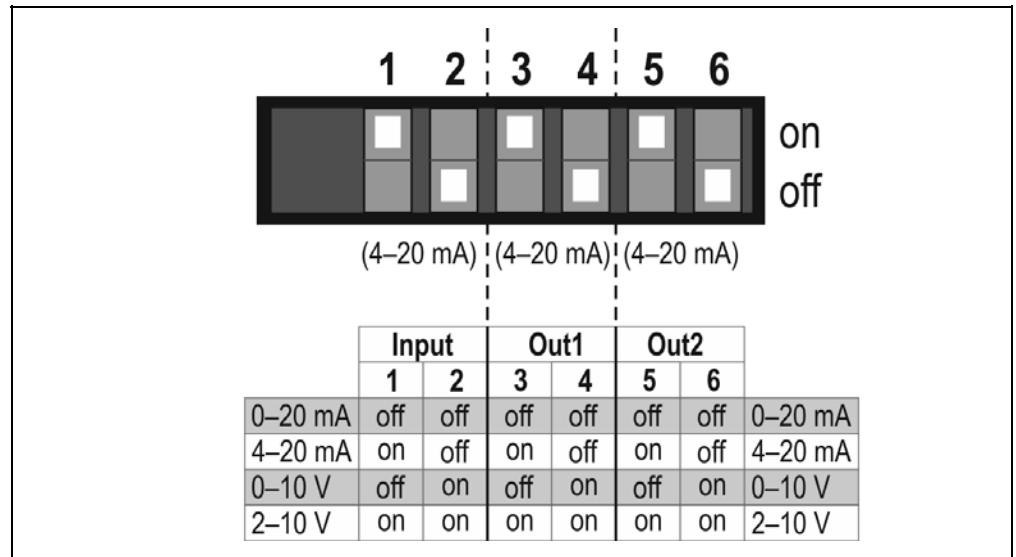 1 2 3 4 5 6
on
off
(4–20 mA) (4–20 mA) (4–20 mA)
Input Out1 Out2
1 2 3 4 5 6
0–20 mA off off off off off off 0–20 mA
4–20 mA on off on off on off 4–20 mA
0–10 V off on off on off on 0–10 V
2–10 V on on on on on on 2–10 V